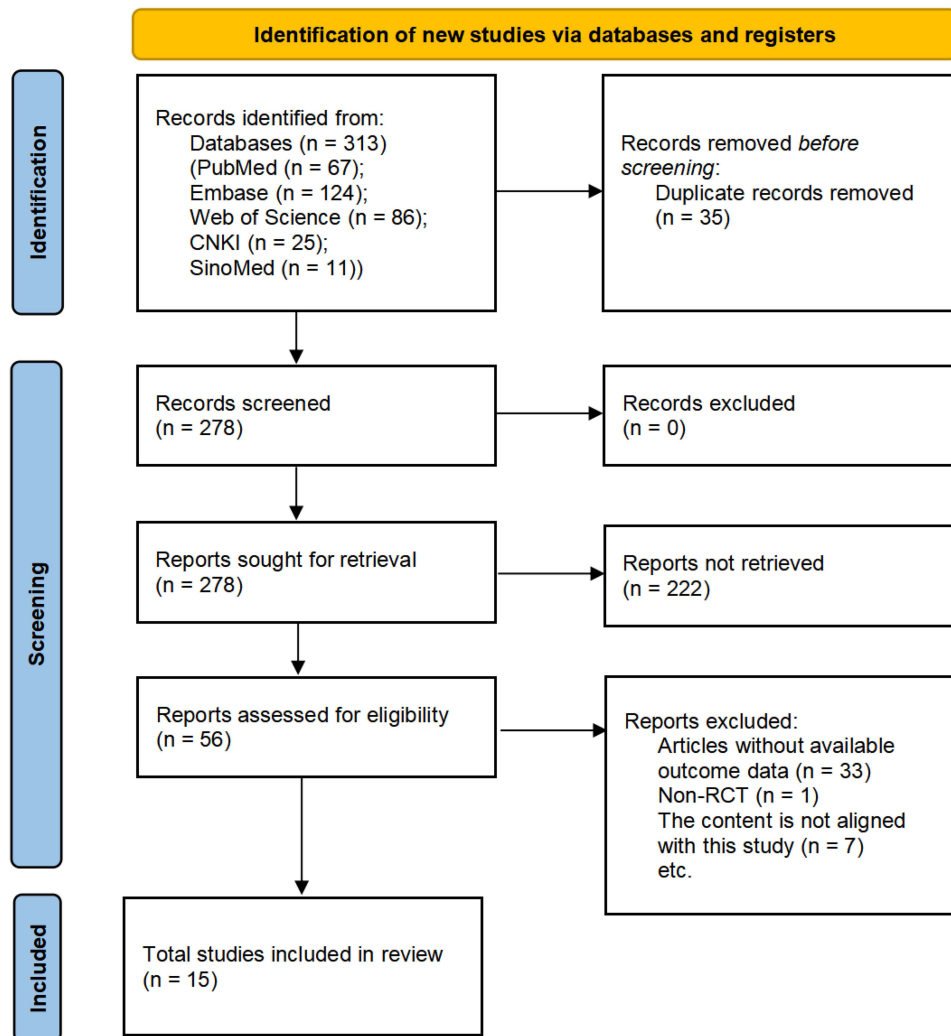 Identification of new studies via databases and registers
Identification
Records identified from:
Databases (n = 313)
(PubMed (n = 67);
Embase (n = 124);
Web of Science (n = 86);
CNKI (n = 25);
SinoMed (n = 11))
Records removed before
screening:
Duplicate records removed
(n = 35)
Screening
Records screened
(n = 278)
Records excluded
(n = 0)
Reports sought for retrieval
(n = 278)
Reports not retrieved
(n = 222)
Reports assessed for eligibility
(n = 56)
Reports excluded:
Articles without available
outcome data (n = 33)
Non-RCT (n = 1)
The content is not aligned
with this study (n = 7)
etc.
Included
Total studies included in review
(n = 15)